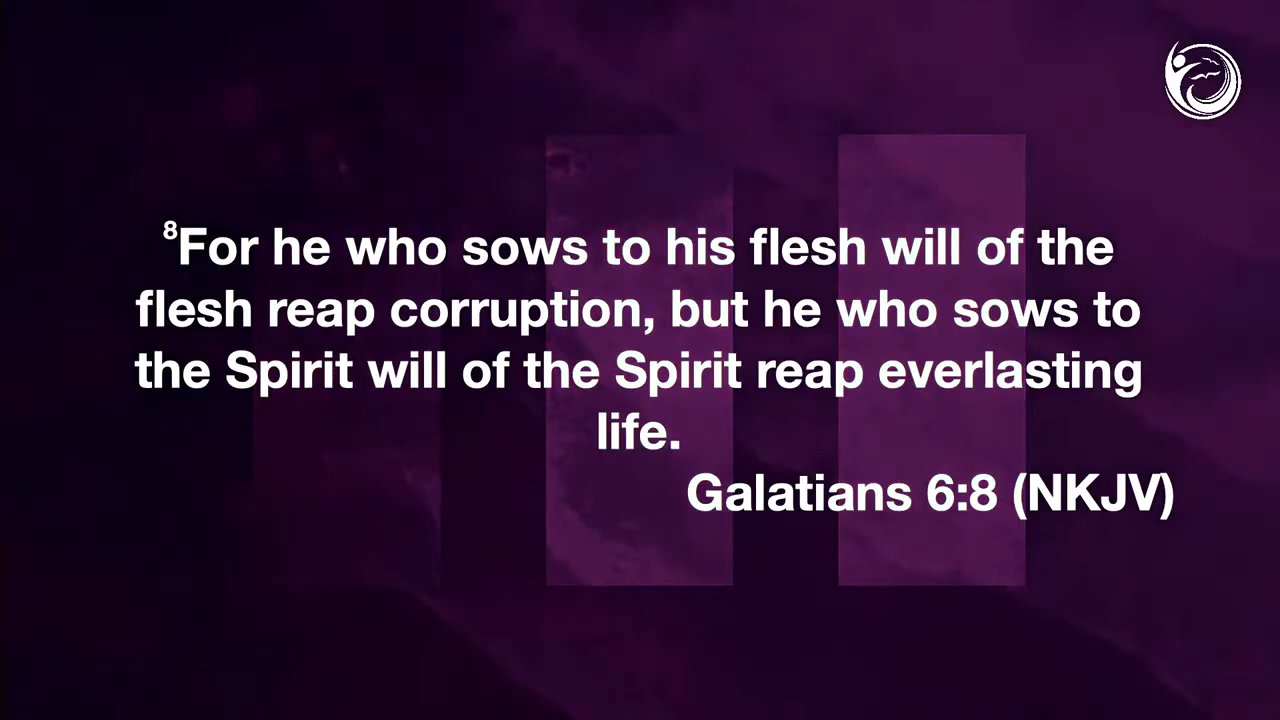 ⁸For he who sows to his flesh will of the
flesh reap corruption, but he who sows to
the Spirit will of the Spirit reap everlasting
life.
Galatians 6:8 (NKJV)